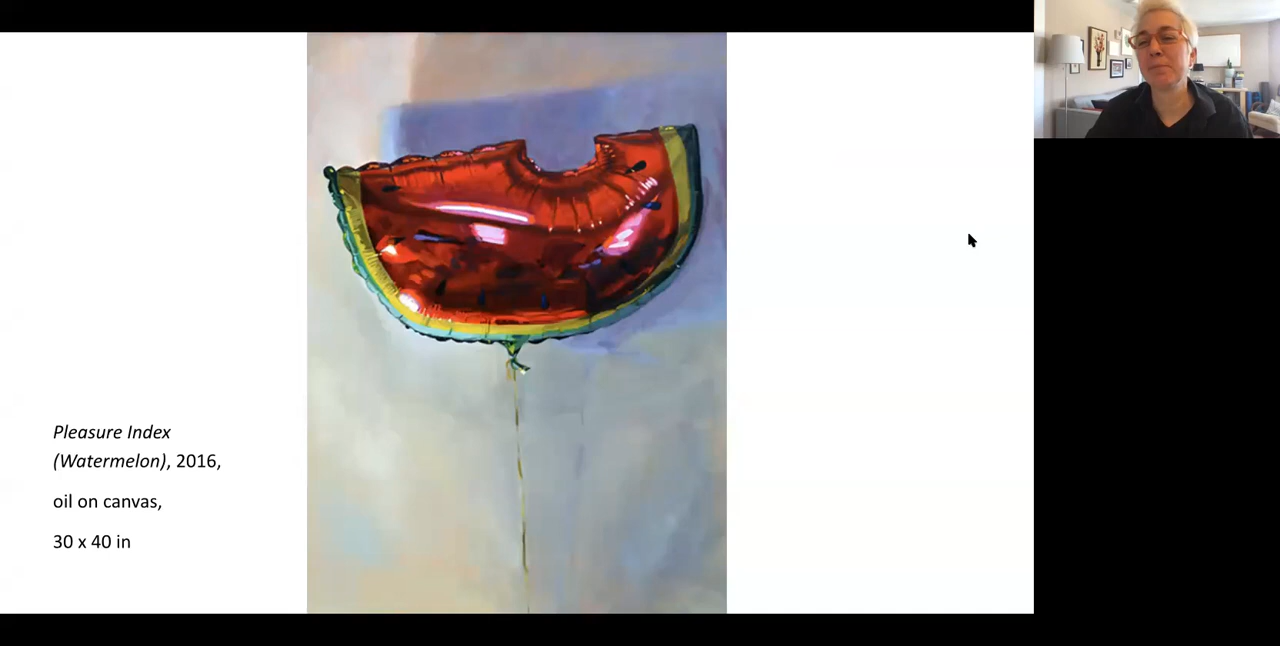 Pleasure Index
(Watermelon), 2016,
oil on canvas,
30 x 40 in